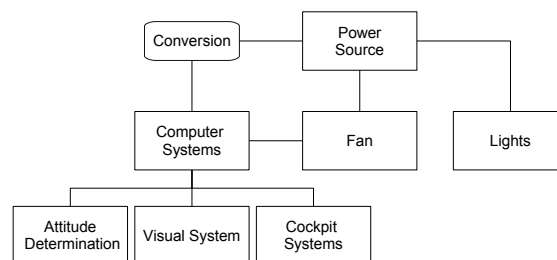 Conversion
Power
Source
Computer
Systems
Fan
Lights
Attitude
Determination
Visual System
Cockpit
Systems